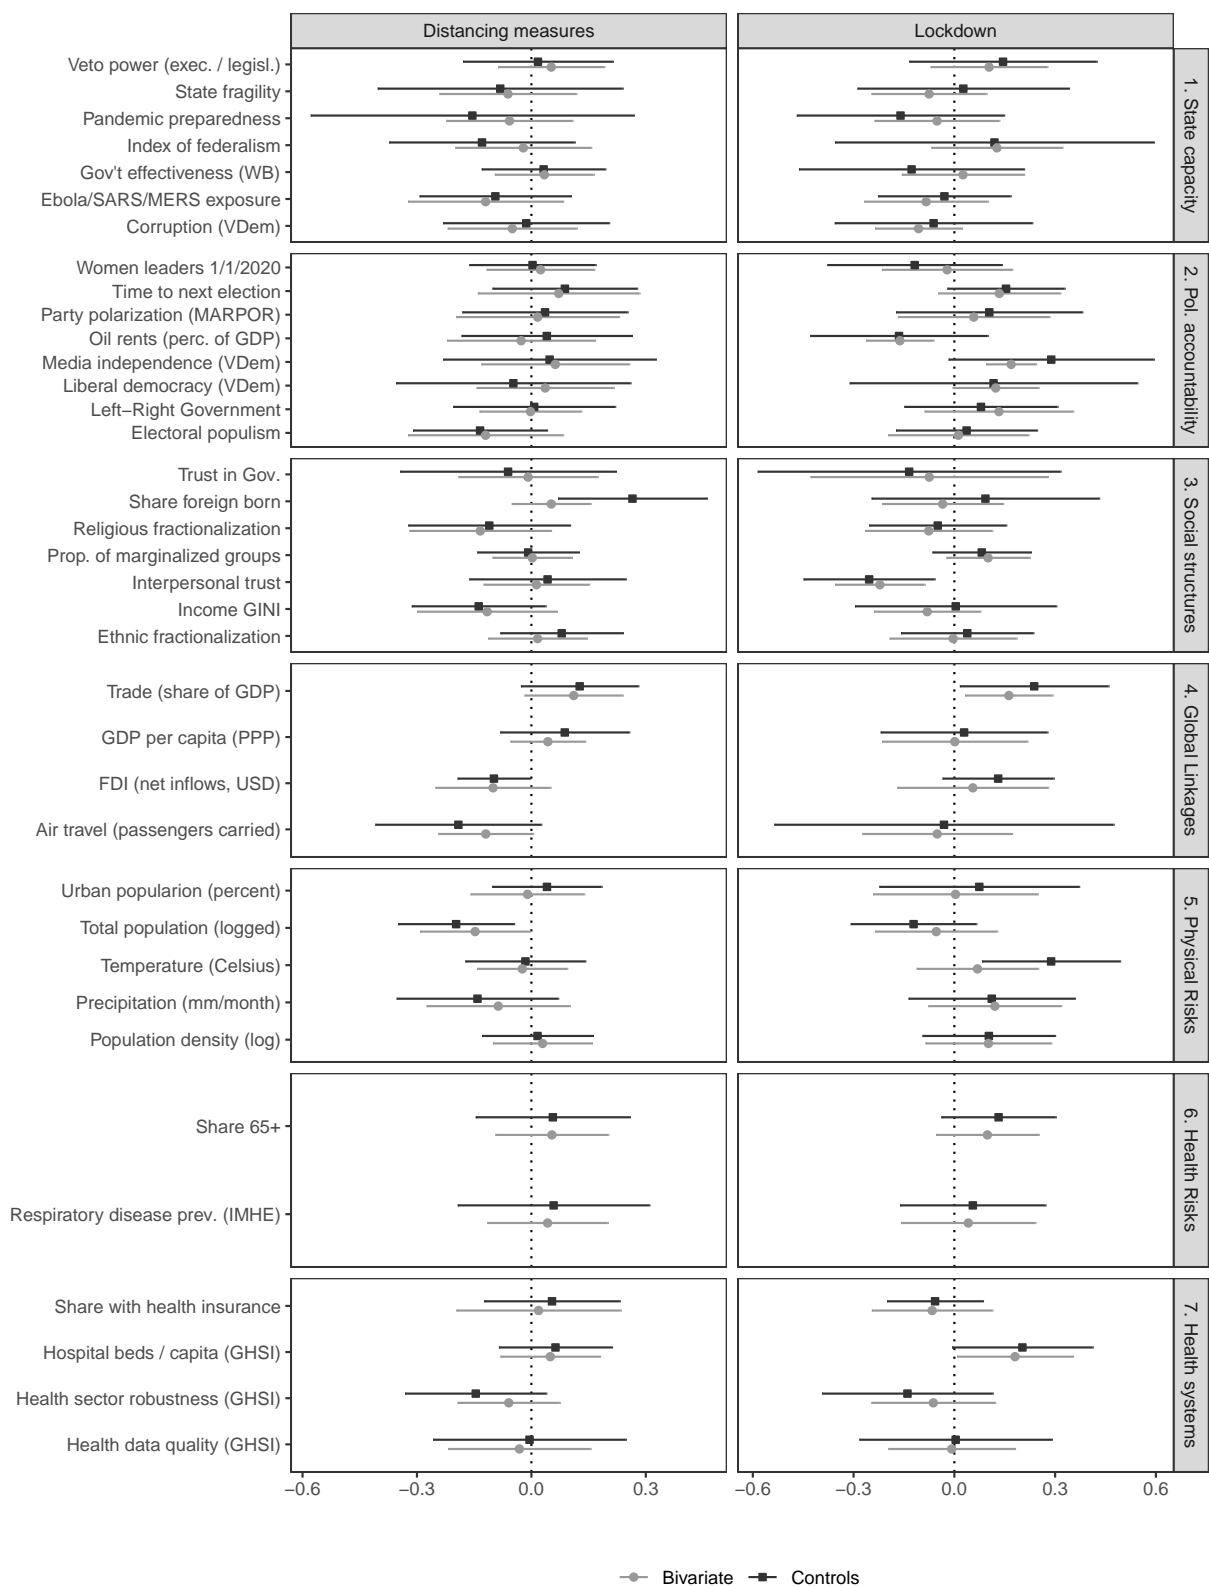 Distancing measures
Lockdown
Veto power (exec. / legisl.)
State fragility
Pandemic preparedness
Index of federalism
Gov't effectiveness (WB)
Ebola/SARS/MERS exposure
Corruption (VDem)
1. State capacity
Women leaders 1/1/2020
Time to next election
Party polarization (MARPOR)
Oil rents (perc. of GDP)
Media independence (VDem)
Liberal democracy (VDem)
Left−Right Government
Electoral populism
2. Pol. accountability
Trust in Gov.
Share foreign born
Religious fractionalization
Prop. of marginalized groups
Interpersonal trust
Income GINI
Ethnic fractionalization
3. Social structures
Trade (share of GDP)
GDP per capita (PPP)
FDI (net inflows, USD)
Air travel (passengers carried)
4. Global Linkages
Urban popularion (percent)
Total population (logged)
Temperature (Celsius)
Precipitation (mm/month)
Population density (log)
5. Physical Risks
Share 65+
Respiratory disease prev. (IMHE)
6. Health Risks
Share with health insurance
Hospital beds / capita (GHSI)
Health sector robustness (GHSI)
Health data quality (GHSI)
7. Health systems
−0.6 −0.3 0.0 0.3
−0.6 −0.3 0.0 0.3 0.6
Bivariate Controls